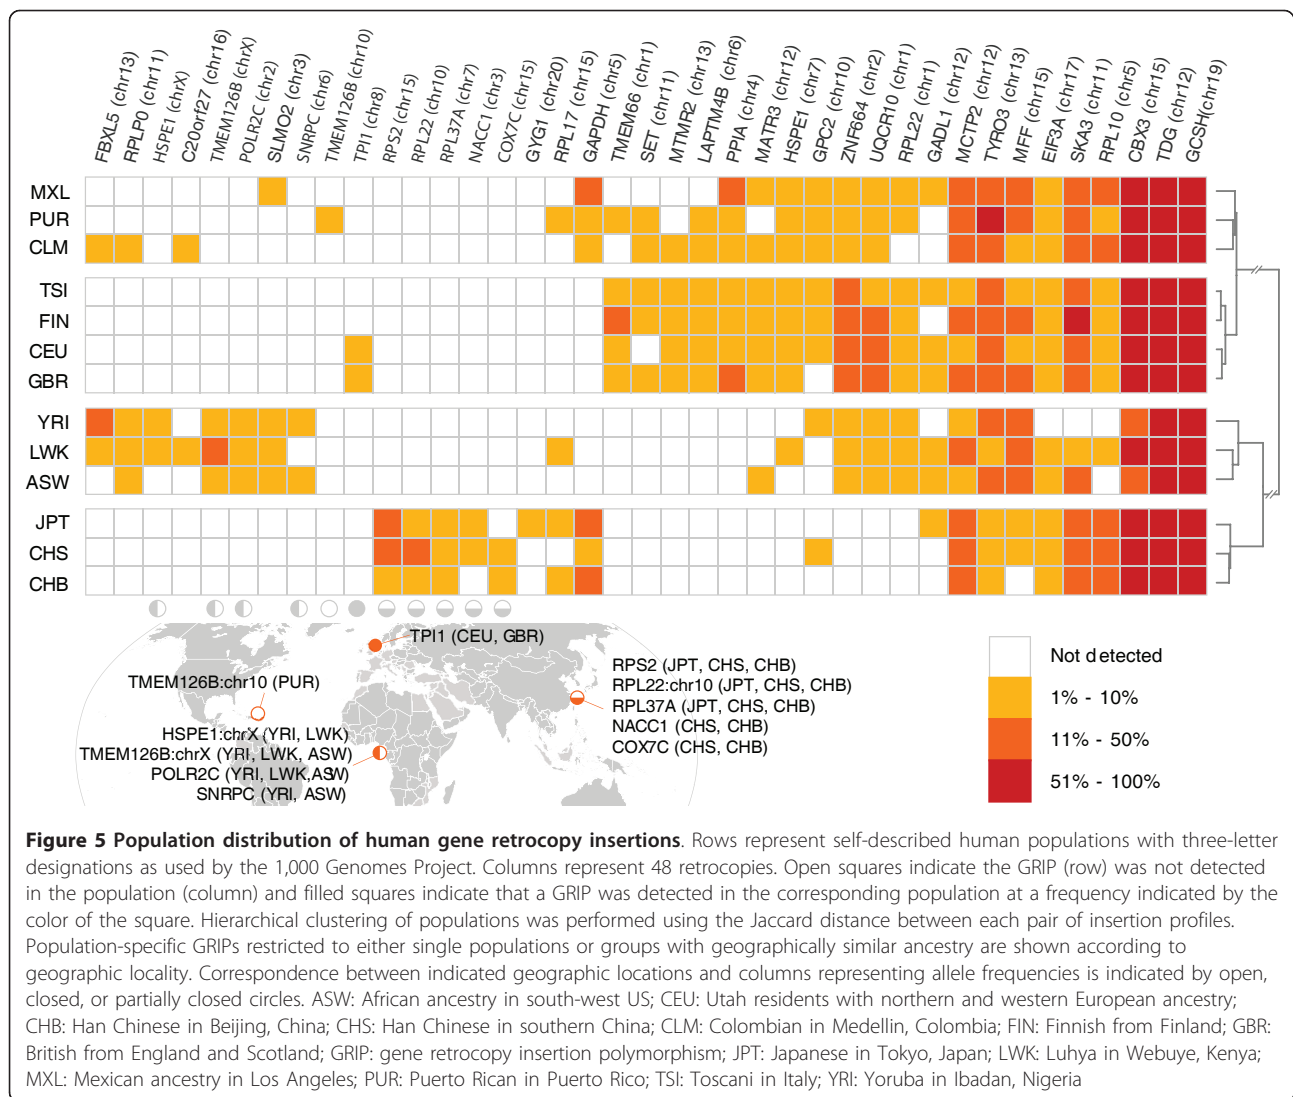 FBXL5 (chr13)
RPLP0 (chr11)
HSPE1 (chrX)
C20orf27 (chr16)
TMEM126B (chrX)
POLR2C (chr2)
SLMO2 (chr3)
SNRPC (chr6)
TMEM126B (chr10)
TPI1 (chr8)
RPS2 (chr15)
RPL22 (chr10)
RPL37A (chr7)
NACC1 (chr3)
COX7C (chr15)
GYG1 (chr20)
RPL17 (chr15)
GAPDH (chr5)
TMEM66 (chr1)
SET (chr11)
MTMR2 (chr13)
LAPTM4B (chr6)
PPIA (chr4)
MATR3 (chr12)
HSPE1 (chr7)
GPC2 (chr10)
ZNF664 (chr2)
UQCR10 (chr1)
RPL22 (chr1)
GADL1 (chr12)
MCTP2 (chr12)
TYRO3 (chr13)
MFF (chr15)
EIF3A (chr17)
SKA3 (chr11)
RPL10 (chr5)
CBX3 (chr15)
TDG (chr12)
GCSH(chr19)
MXL
PUR
CLM
TSI
FIN
CEU
GBR
YRI
LWK
ASW
JPT
CHS
CHB
TPI1 (CEU, GBR)
TMEM126B:chr10 (PUR)
HSPE1:chrX (YRI, LWK)
TMEM126B:chrX (YRI, LWK, ASW)
POLR2C (YRI, LWK,ASW)
SNRPC (YRI, ASW)
RPS2 (JPT, CHS, CHB)
RPL22:chr10 (JPT, CHS, CHB)
RPL37A (JPT, CHS, CHB)
NACC1 (CHS, CHB)
COX7C (CHS, CHB)
Not detected
1% - 10%
11% - 50%
51% - 100%
Figure 5 Population distribution of human gene retrocopy insertions. Rows represent self-described human populations with three-letter
designations as used by the 1,000 Genomes Project. Columns represent 48 retrocopies. Open squares indicate the GRIP (row) was not detected
in the population (column) and filled squares indicate that a GRIP was detected in the corresponding population at a frequency indicated by the
color of the square. Hierarchical clustering of populations was performed using the Jaccard distance between each pair of insertion profiles.
Population-specific GRIPs restricted to either single populations or groups with geographically similar ancestry are shown according to
geographic locality. Correspondence between indicated geographic locations and columns representing allele frequencies is indicated by open,
closed, or partially closed circles. ASW: African ancestry in south-west US; CEU: Utah residents with northern and western European ancestry;
CHB: Han Chinese in Beijing, China; CHS: Han Chinese in southern China; CLM: Colombian in Medellin, Colombia; FIN: Finnish from Finland; GBR:
British from England and Scotland; GRIP: gene retrocopy insertion polymorphism; JPT: Japanese in Tokyo, Japan; LWK: Luhya in Webuye, Kenya;
MXL: Mexican ancestry in Los Angeles; PUR: Puerto Rican in Puerto Rico; TSI: Toscani in Italy; YRI: Yoruba in Ibadan, Nigeria